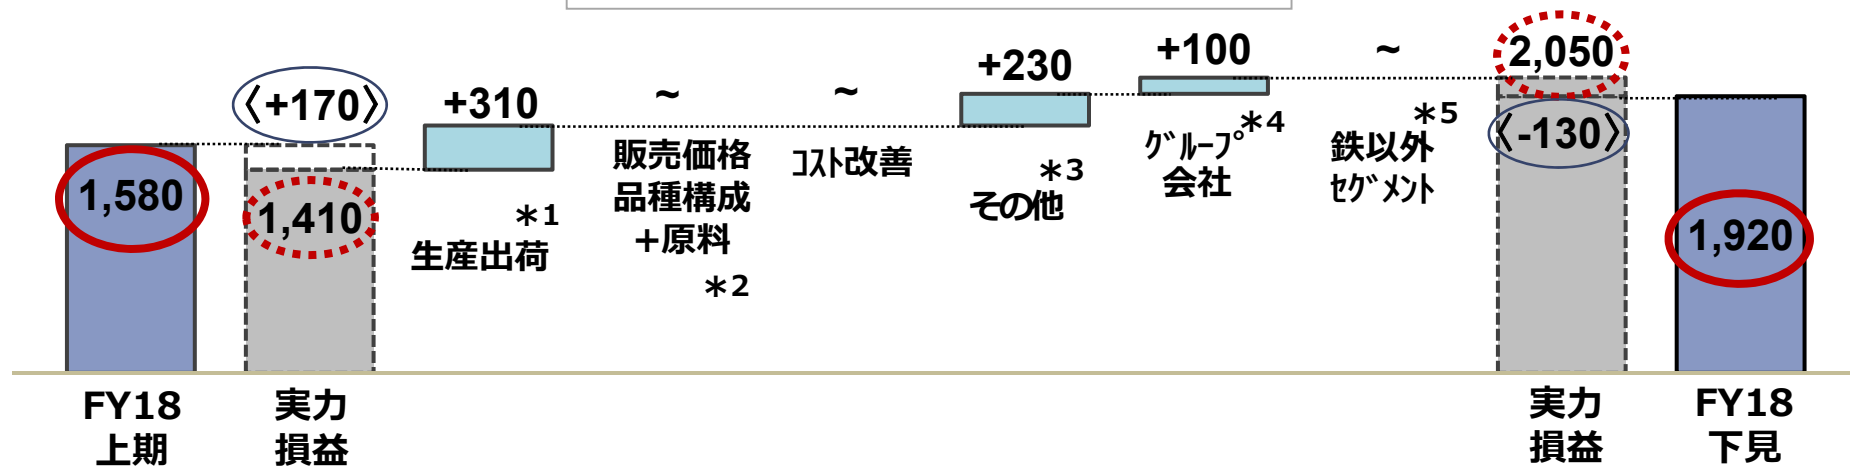 1,580
FY18
上期
〈+170〉
1,410
実力
損益
+310
*1
生産出荷
~
販売価格
品種構成
+原料
*2
~
コスト改善
+230
*3
その他
+100
*4
グループ
会社
~
*5
鉄以外
セグメント
2,050
〈-130〉
実力
損益
1,920
FY18
下見